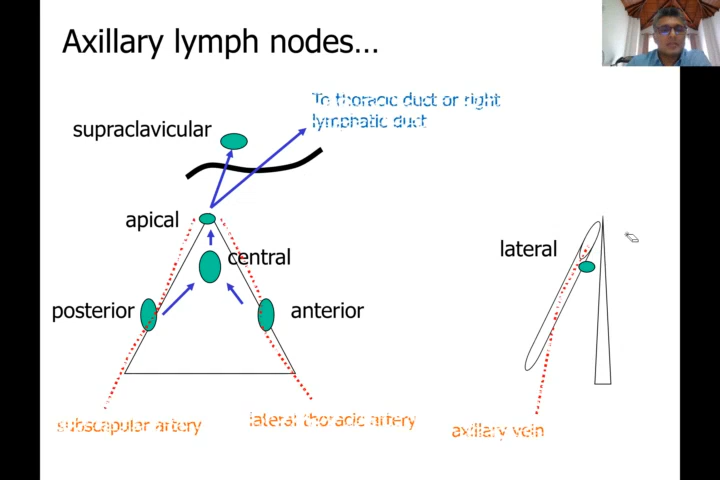 Axillary lymph nodes…
To thoracic duct or right
lymphatic duct
supraclavicular
apical
central
lateral
posterior
anterior
subscapular artery
lateral thoracic artery
axillary vein